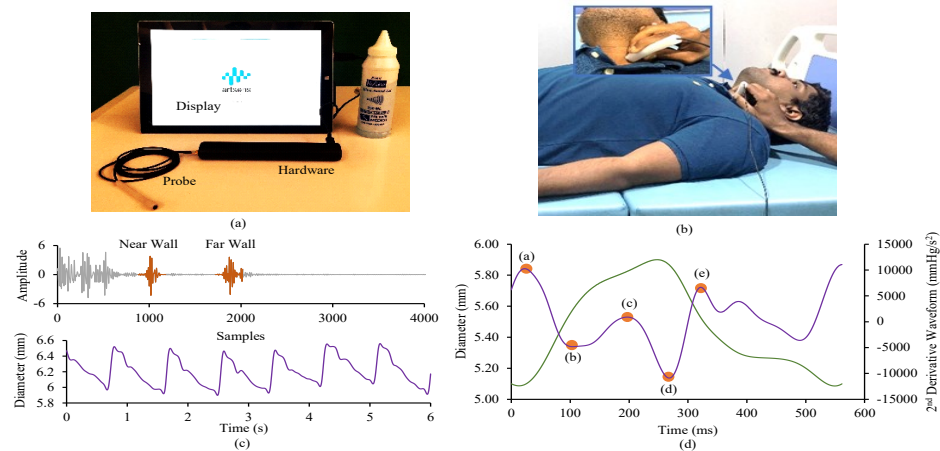 artsens
Display
Probe
Hardware
(a)
(b)
Near Wall
Far Wall
Amplitude
6
0
-6
0
1000
2000
3000
4000
Samples
Diameter (mm)
6.6
6.4
6.2
6
5.8
0
1
2
3
4
5
6
Time (s)
(c)
Diameter (mm)
6.00
5.80
5.60
5.40
5.20
5.00
(a)
(b)
(c)
(d)
(e)
15000
10000
5000
0
-5000
-10000
-15000
2nd Derivative Waveform (mmHg/s2)
0
100
200
300
400
500
600
Time (ms)
(d)